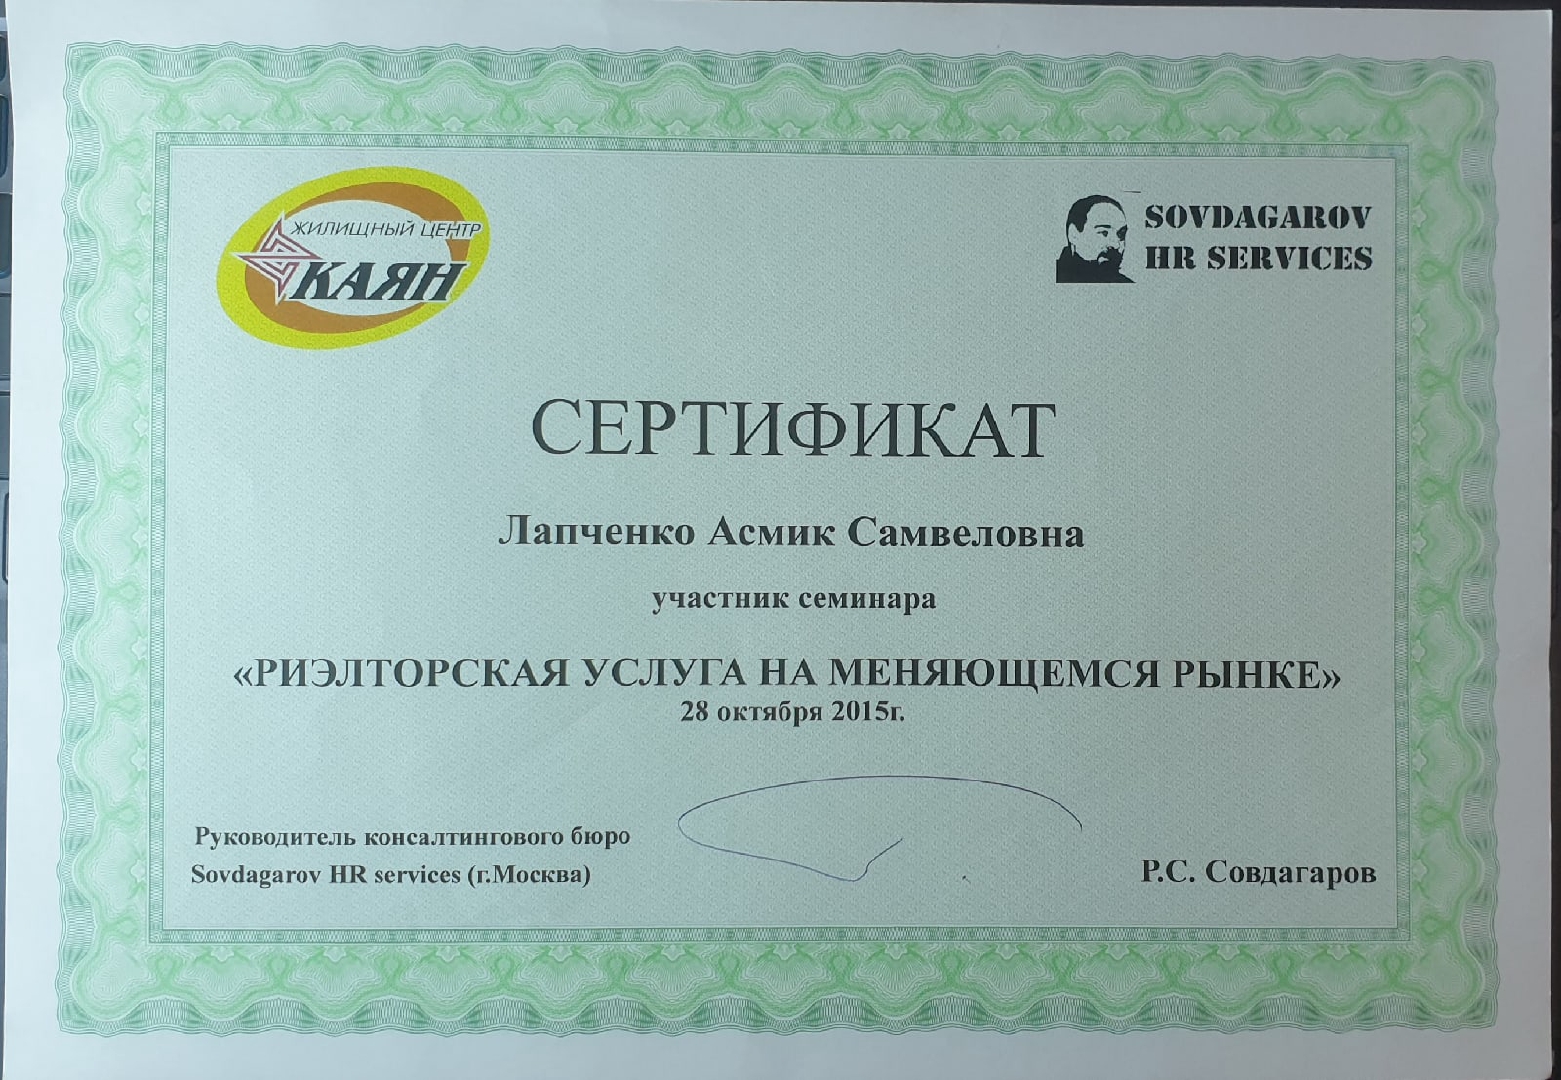 ЖИЛИЩНЫЙ ЦЕНТР
КАЯН
SOVDAGAROV
HR SERVICES
СЕРТИФИКАТ
Лапченко Асмик Самвеловна
участник семинара
«РИЭЛТОРСКАЯ УСЛУГА НА МЕНЯЮЩЕМСЯ РЫНКЕ»
28 октября 2015г.
Руководитель консалтингового бюро
Sovdagarov HR services (г.Москва)
Р.С. Совдагаров